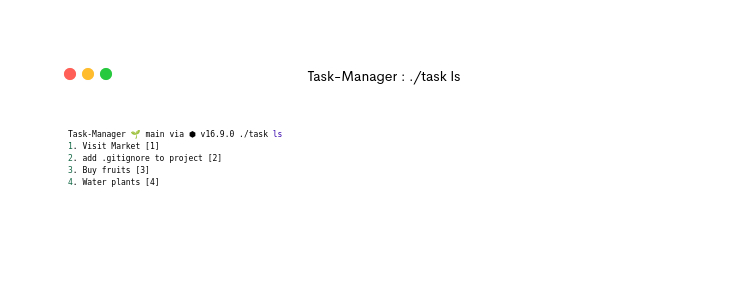 Task-Manager : ./task ls
Task-Manager 🌱 main via ⬢ v16.9.0 ./task ls
1. Visit Market [1]
2. add .gitignore to project [2]
3. Buy fruits [3]
4. Water plants [4]